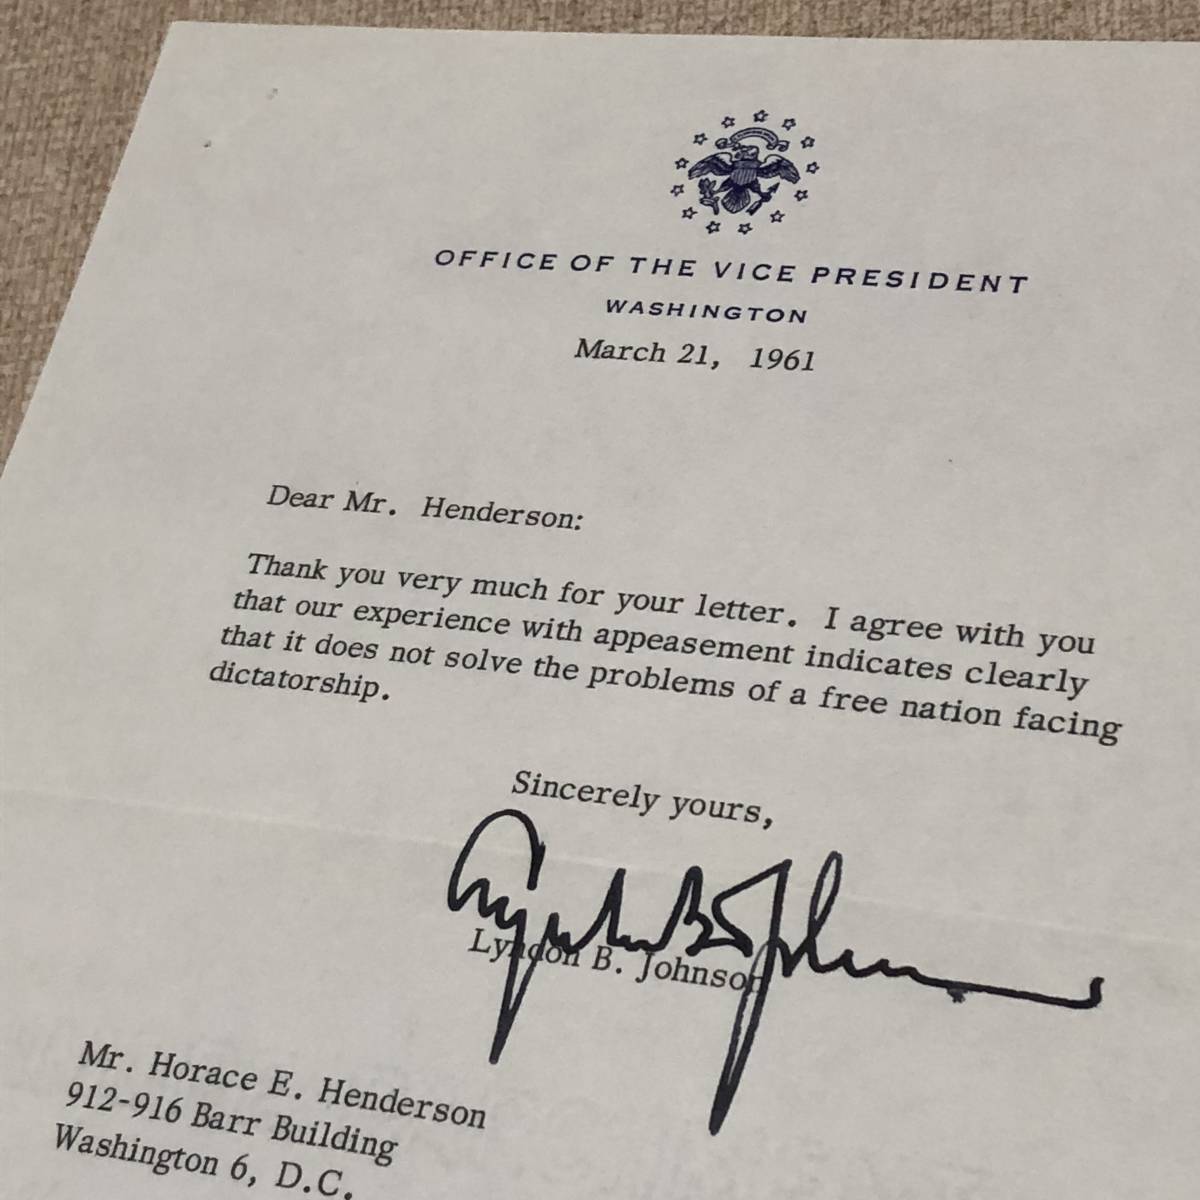 OFFICE OF THE VICE PRESIDENT
WASHINGTON
March 21, 1961
Dear Mr. Henderson:
Thank you very much for your letter. I agree with you
that our experience with appeasement indicates clearly
that it does not solve the problems of a free nation facing
dictatorship.
Sincerely yours,
Lyndon B. Johnson
Lyndon B. Johnson
Mr. Horace E. Henderson
912-916 Barr Building
Washington 6, D.C.